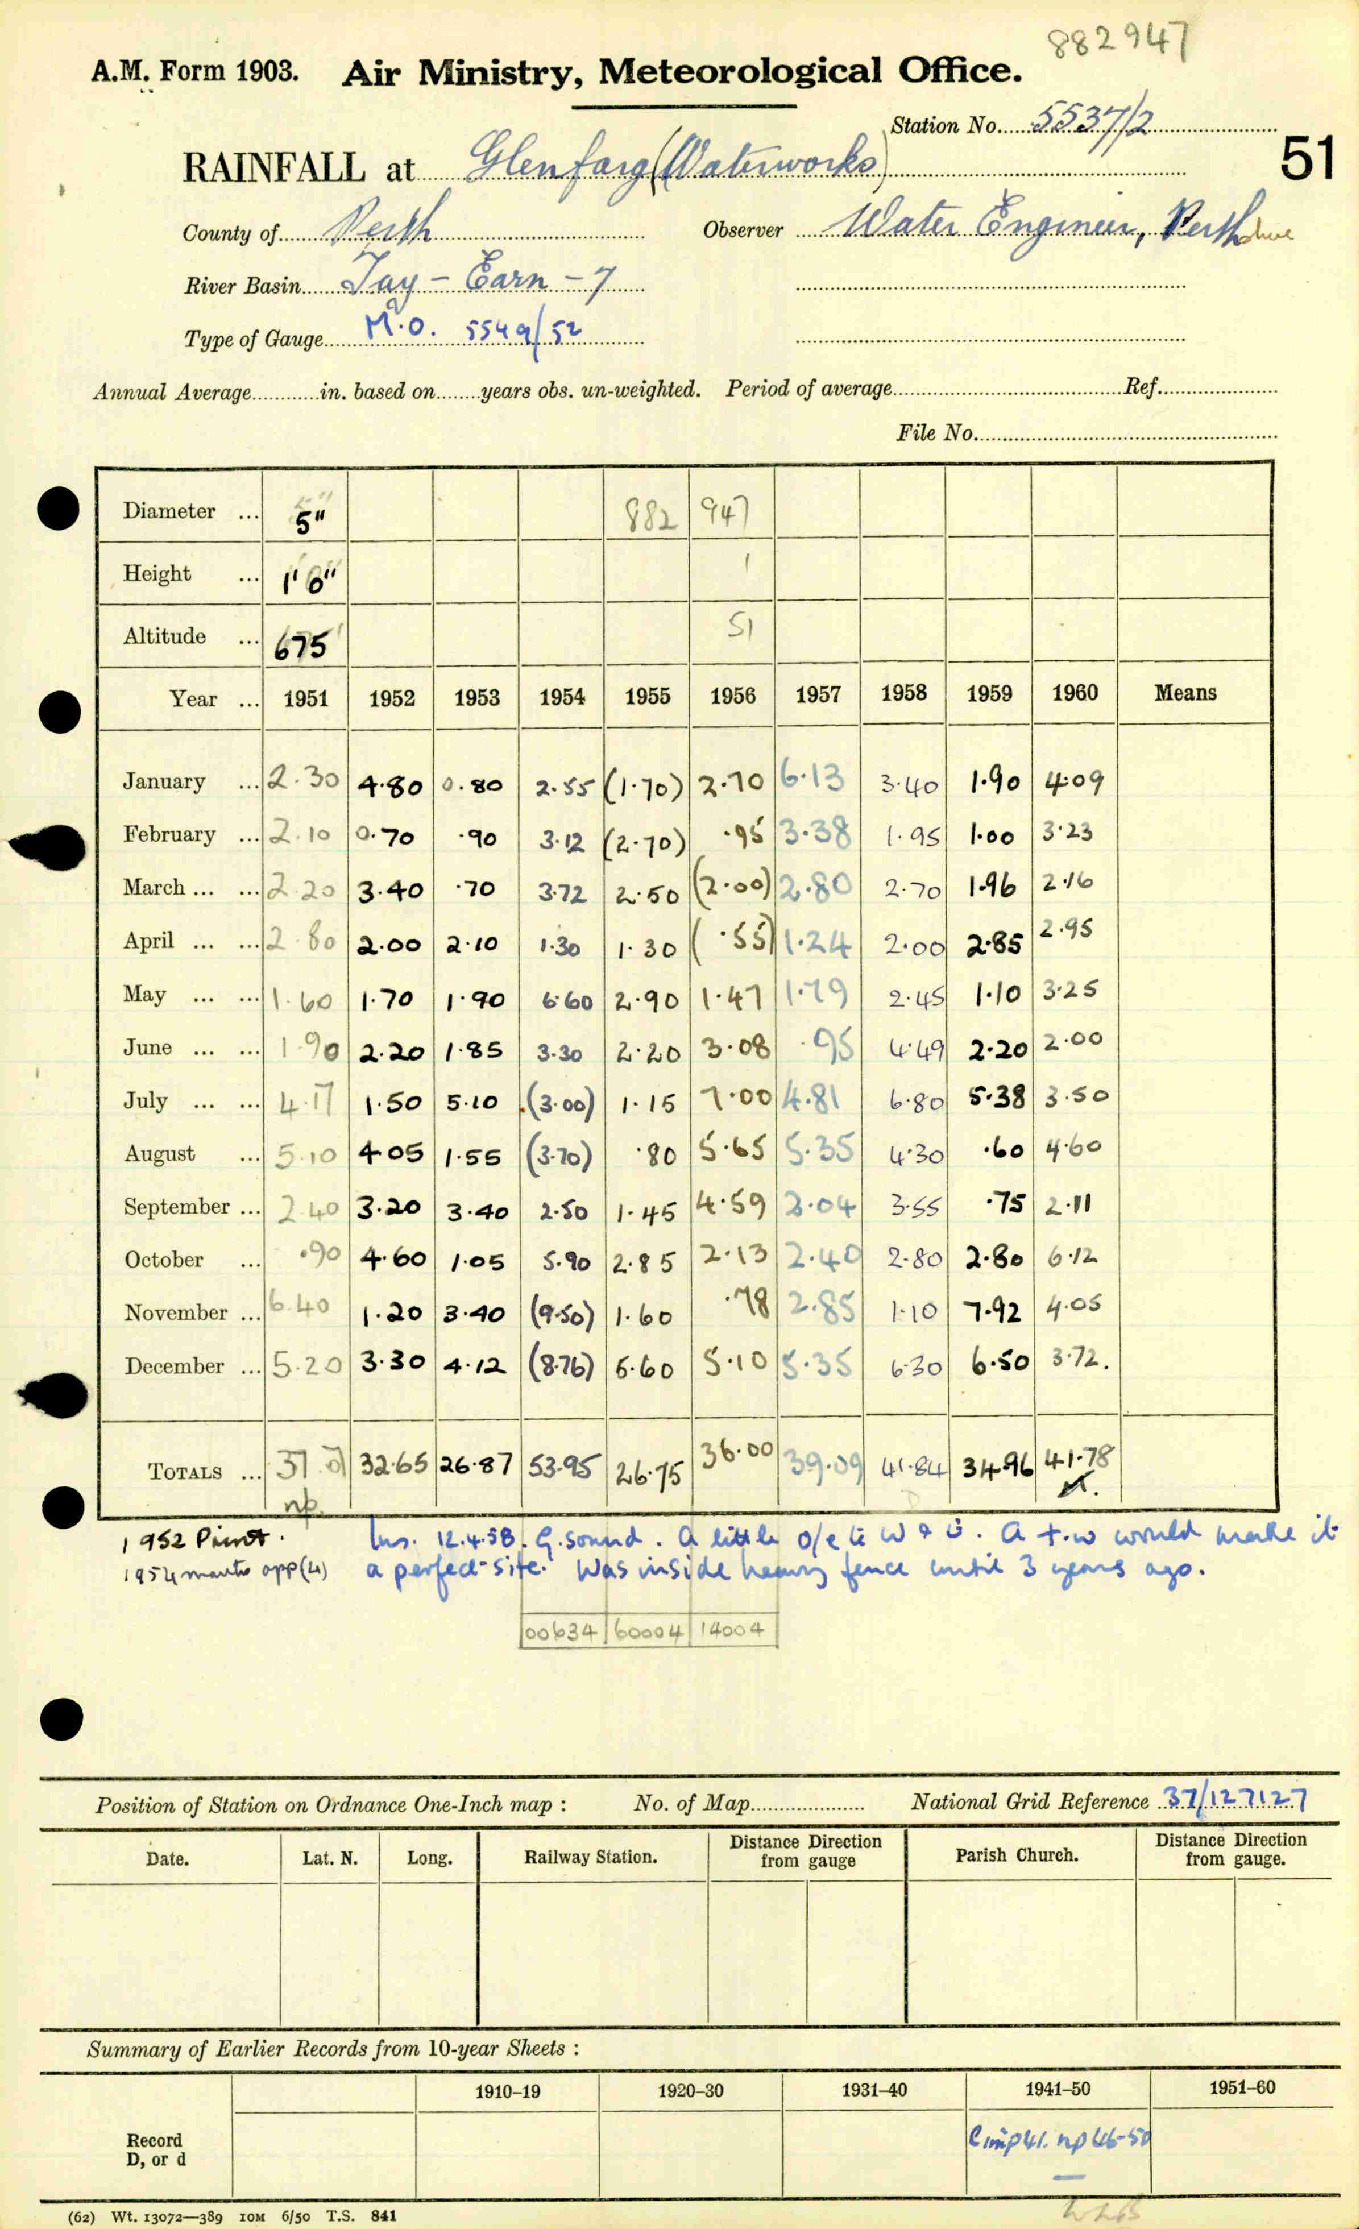 882947
A.M. Form 1903. Air Ministry, Meteorological Office.
Station No. 5537/2
51
RAINFALL at Glenfarg (Waterworks)
County of Perth Observer Water Engineer, Perthshire
River Basin Tay - Earn - 7
Type of Gauge M.O. 5549/52
Annual Average in. based on years obs. un-weighted. Period of average Ref.
File No.
Diameter ... 5" 882 947
Height ... 1'0" 1
Altitude ... 675 51
Year ... 1951 1952 1953 1954 1955 1956 1957 1958 1959 1960 Means
January ... 2.30 4.80 0.80 2.55 (1.70) 2.70 6.13 3.40 1.90 4.09
February ... 2.10 0.70 .90 3.12 (2.70) .95 3.38 1.95 1.00 3.23
March ... ... 2.20 3.40 .70 3.72 2.50 (2.00) 2.80 2.70 1.96 2.16
April ... ... 2.80 2.00 2.10 1.30 1.30 (.55) 1.24 2.00 2.85 2.95
May ... ... 1.60 1.70 1.90 6.60 2.90 1.47 1.79 2.45 1.10 3.25
June ... ... 1.90 2.20 1.85 3.30 2.20 3.08 .95 4.49 2.20 2.00
July ... ... 4.17 1.50 5.10 (3.00) 1.15 7.00 4.81 6.80 5.38 3.50
August ... 5.10 4.05 1.55 (3.70) .80 5.65 5.35 4.30 .60 4.60
September ... 2.40 3.20 3.40 2.50 1.45 4.59 2.04 3.55 .75 2.11
October ... .90 4.60 1.05 5.90 2.85 2.13 2.40 2.80 2.80 6.12
November ... 6.40 1.20 3.40 (9.50) 1.60 .78 2.85 1.10 7.92 4.05
December ... 5.20 3.30 4.12 (8.76) 5.60 5.10 5.35 6.30 6.50 3.72.
TOTALS ... 37.07 32.65 26.87 53.95 26.75 36.00 39.09 41.84 34.96 41.78
np.
1952 Print. Ins. 12.4.58. G. sound. A little o/e to W & . A t.w would make it
1954 months app (4) a perfect site. Was inside heavy fence until 3 years ago.
00634 60004 14004
Position of Station on Ordnance One-Inch map : No. of Map National Grid Reference 37/127127
Date. Lat. N. Long. Railway Station. Distance from gauge Direction Parish Church. Distance from gauge. Direction
Summary of Earlier Records from 10-year Sheets :
1910–19 1920–30 1931–40 1941–50 1951–60
Record
D, or d
Cimp 41. np 46-50
(62) Wt. 13072—389 10M 6/50 T.S. 841